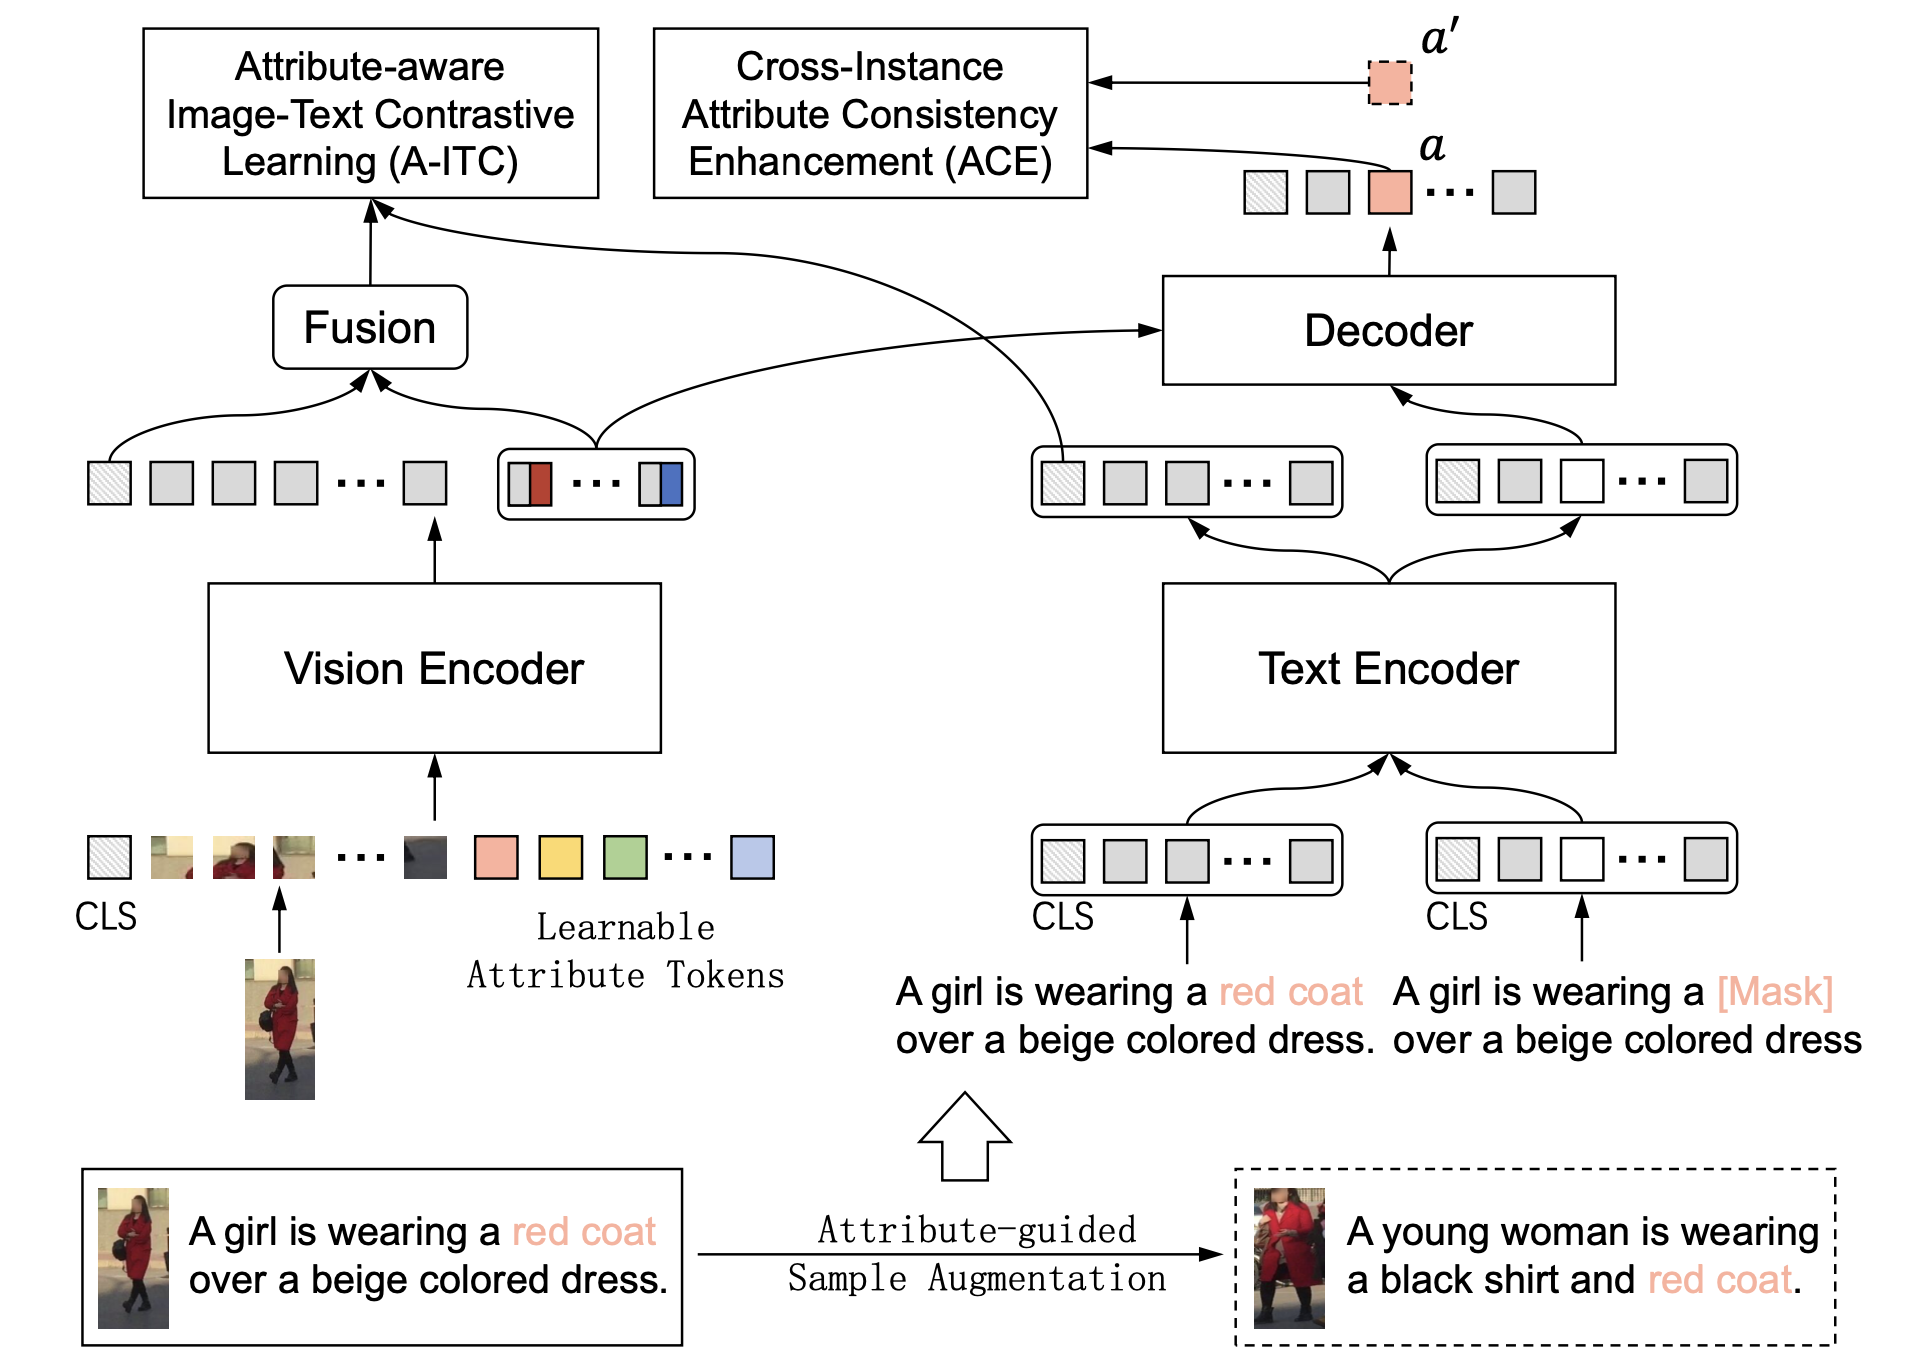 Attribute-aware
Image-Text Contrastive
Learning (A-ITC)
Cross-Instance
Attribute Consistency
Enhancement (ACE)
a′
a
Fusion
Decoder
Vision Encoder
Text Encoder
CLS
Learnable
Attribute Tokens
CLS
CLS
A girl is wearing a red coat
over a beige colored dress.
A girl is wearing a [Mask]
over a beige colored dress
A girl is wearing a red coat
over a beige colored dress.
Attribute-guided
Sample Augmentation
A young woman is wearing
a black shirt and red coat.